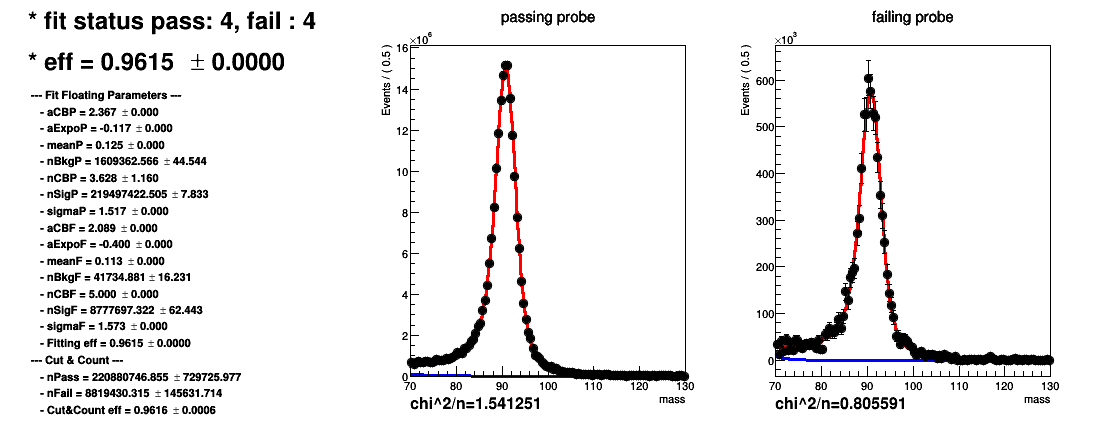 * fit status pass: 4, fail : 4
* eff = 0.9615 ± 0.0000
--- Fit Floating Parameters ---
- aCBP = 2.367 ± 0.000
- aExpoP = -0.117 ± 0.000
- meanP = 0.125 ± 0.000
- nBkgP = 1609362.566 ± 44.544
- nCBP = 3.628 ± 1.160
- nSigP = 219497422.505 ± 7.833
- sigmaP = 1.517 ± 0.000
- aCBF = 2.089 ± 0.000
- aExpoF = -0.400 ± 0.000
- meanF = 0.113 ± 0.000
- nBkgF = 41734.881 ± 16.231
- nCBF = 5.000 ± 0.000
- nSigF = 8777697.322 ± 62.443
- sigmaF = 1.573 ± 0.000
- Fitting eff = 0.9615 ± 0.0000
--- Cut & Count ---
- nPass = 220880746.855 ± 729725.977
- nFail = 8819430.315 ± 145631.714
- Cut&Count eff = 0.9616 ± 0.0006
passing probe
×10^6
Events / ( 0.5 )
16
14
12
10
8
6
4
2
0
70 80 90 100 110 120 130
mass
chi^2/n=1.541251
failing probe
×10^3
Events / ( 0.5 )
600
500
400
300
200
100
0
70 80 90 100 110 120 130
mass
chi^2/n=0.805591